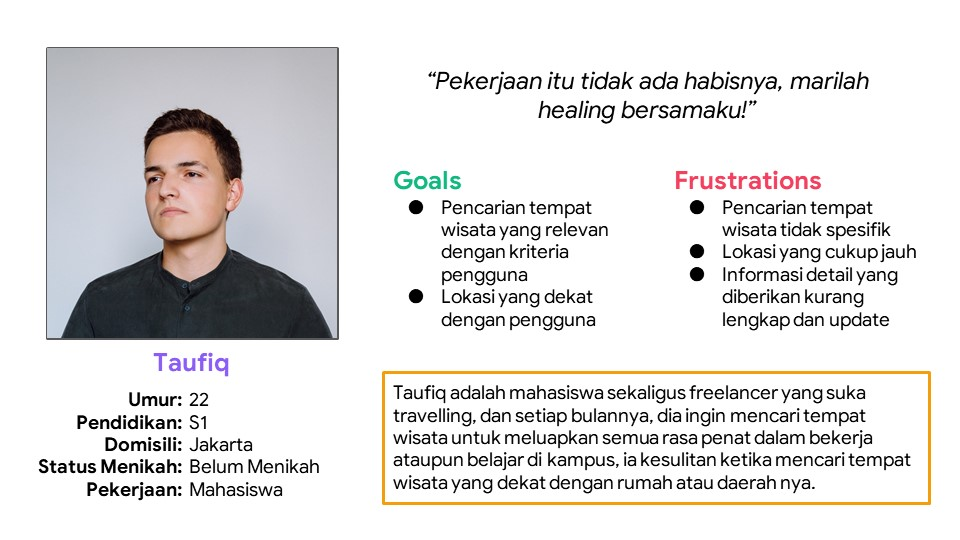 “Pekerjaan itu tidak ada habisnya, marilah
healing bersamaku!”
Goals
● Pencarian tempat
wisata yang relevan
dengan kriteria
pengguna
● Lokasi yang dekat
dengan pengguna
Frustrations
● Pencarian tempat
wisata tidak spesifik
● Lokasi yang cukup jauh
● Informasi detail yang
diberikan kurang
lengkap dan update
Taufiq
Umur: 22
Pendidikan: S1
Domisili: Jakarta
Status Menikah: Belum Menikah
Pekerjaan: Mahasiswa
Taufiq adalah mahasiswa sekaligus freelancer yang suka
travelling, dan setiap bulannya, dia ingin mencari tempat
wisata untuk meluapkan semua rasa penat dalam bekerja
ataupun belajar di kampus, ia kesulitan ketika mencari tempat
wisata yang dekat dengan rumah atau daerah nya.